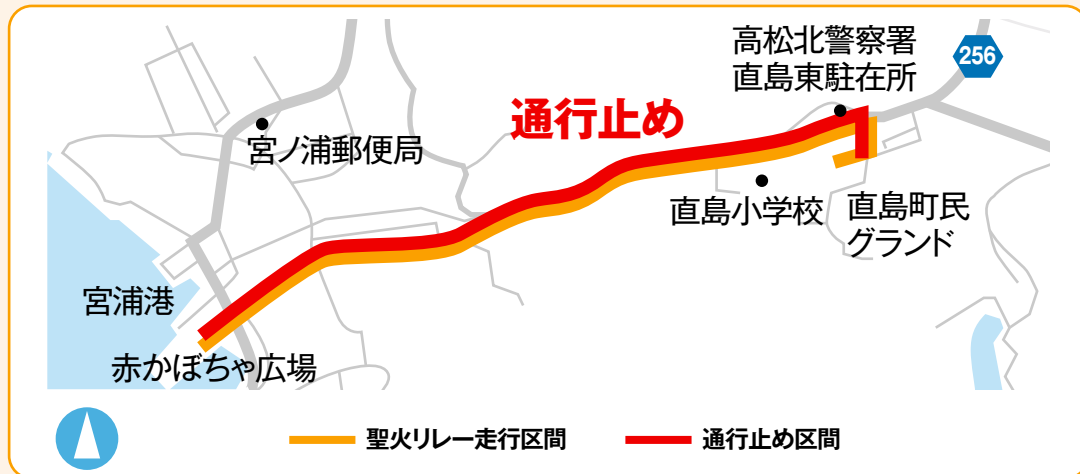 高松北警察署
直島東駐在所
256
通行止め
宮ノ浦郵便局
直島小学校
直島町民
グランド
宮浦港
赤かぼちゃ広場
聖火リレー走行区間
通行止め区間